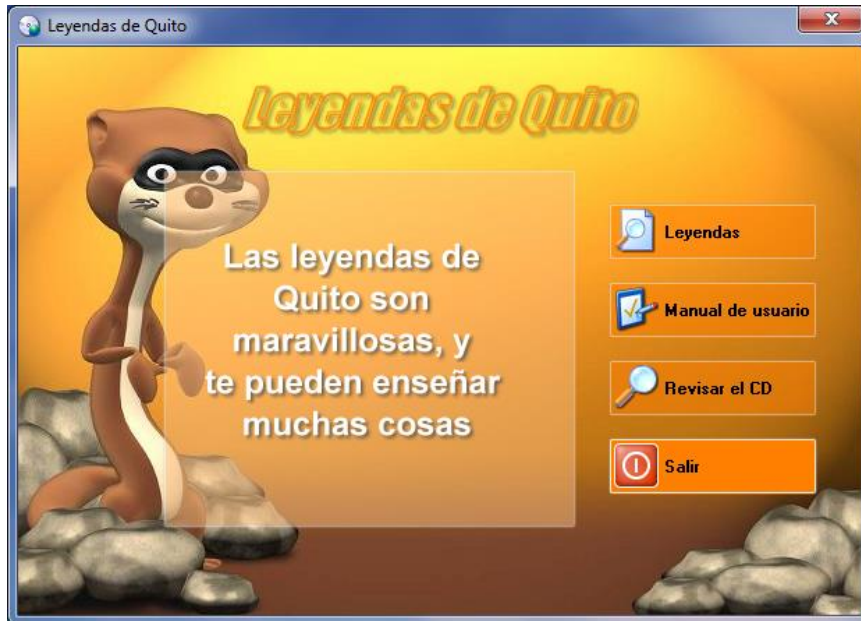 Leyendas de Quito
Leyendas de Quito
Las leyendas de
Quito son
maravillosas, y
te pueden enseñar
muchas cosas
Leyendas
Manual de usuario
Revisar el CD
Salir